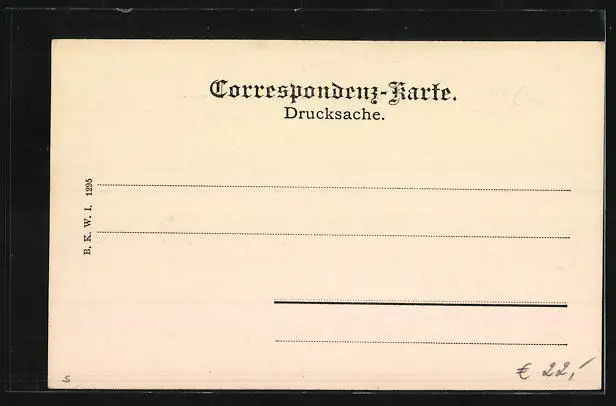 Correspondenz-Karte.
Drucksache.
B. K. W. I. 1295
s
€ 22,-